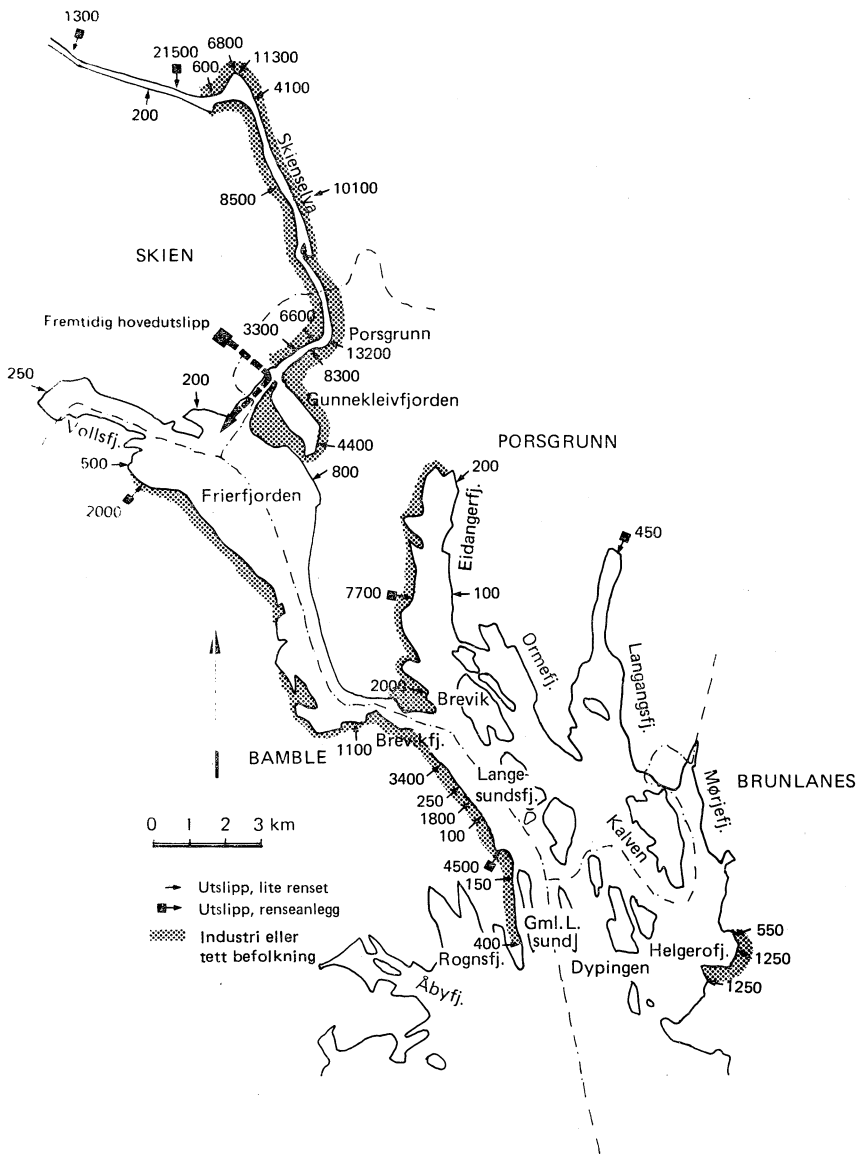 1300
6800
21500
11300
600
4100
200
Skienselva
8500
10100
SKIEN
Fremtidig hovedutslipp
6600
3300
Porsgrunn
13200
8300
250
200
Gunnekleivfjorden
Vollsfj.
4400
PORSGRUNN
500
800
200
Frierfjorden
2000
Eidangerfj.
450
7700
100
Ormefj.
Langangsfj.
2000
Brevik
1100
Brevikfj.
BAMBLE
3400
Lange-
sundsfj.
BRUNLANES
Mørjefj.
250
1800
100
Kalven
0 1 2 3 km
4500
150
Utslipp, lite renset
Utslipp, renseanlegg
Industri eller
tett befolkning
400
Gml. L.
sund
550
Rognsfj.
Helgerofj.
1250
Dypingen
1250
Åbyfj.